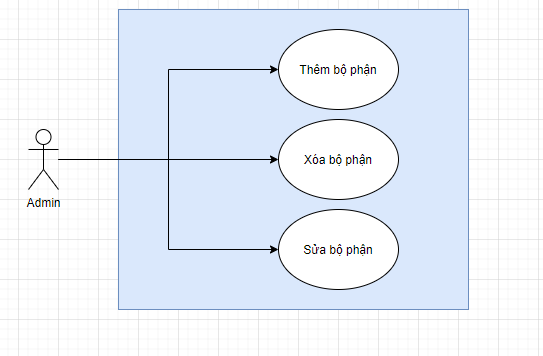 Thêm bộ phận
Xóa bộ phận
Admin
Sửa bộ phận